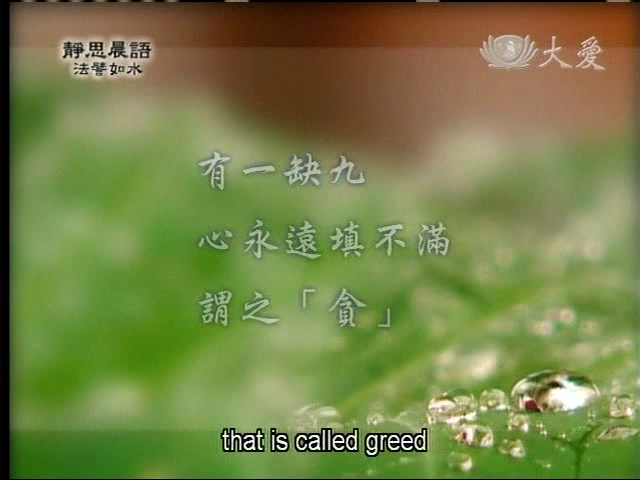 靜思晨語
法譬如水
大愛
有一缺九
心永遠填不滿
謂之「貪」
that is called greed